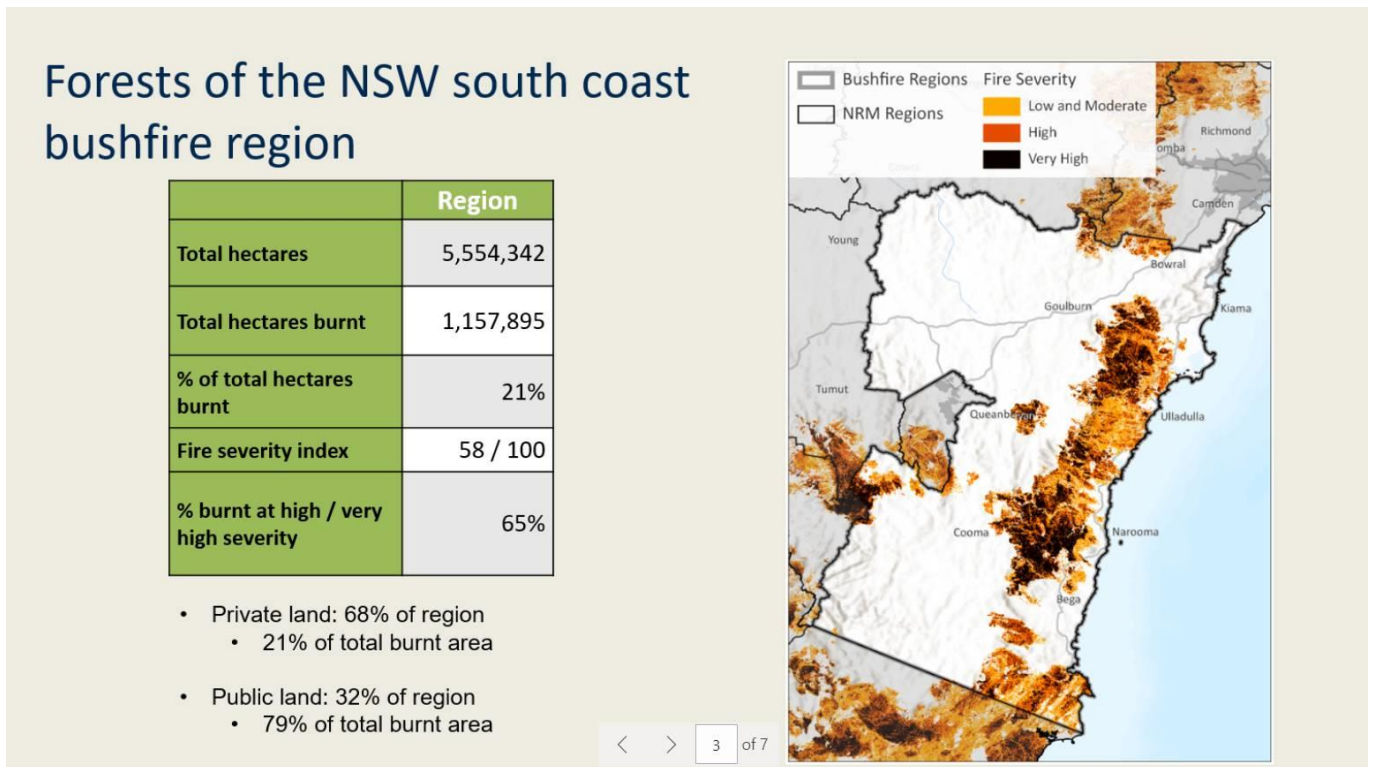 Forests of the NSW south coast
bushfire region
Region
Total hectares 5,554,342
Total hectares burnt 1,157,895
% of total hectares
burnt
21%
Fire severity index 58 / 100
% burnt at high / very
high severity
65%
• Private land: 68% of region
• 21% of total burnt area
• Public land: 32% of region
• 79% of total burnt area
3 of 7
Bushfire Regions Fire Severity
NRM Regions
Low and Moderate
High
Very High
Richmond
Camden
Young
Bowral
Goulburn
Kiama
Tumut
Queanbeyan
Ulladulla
Cooma
Narooma
Bega